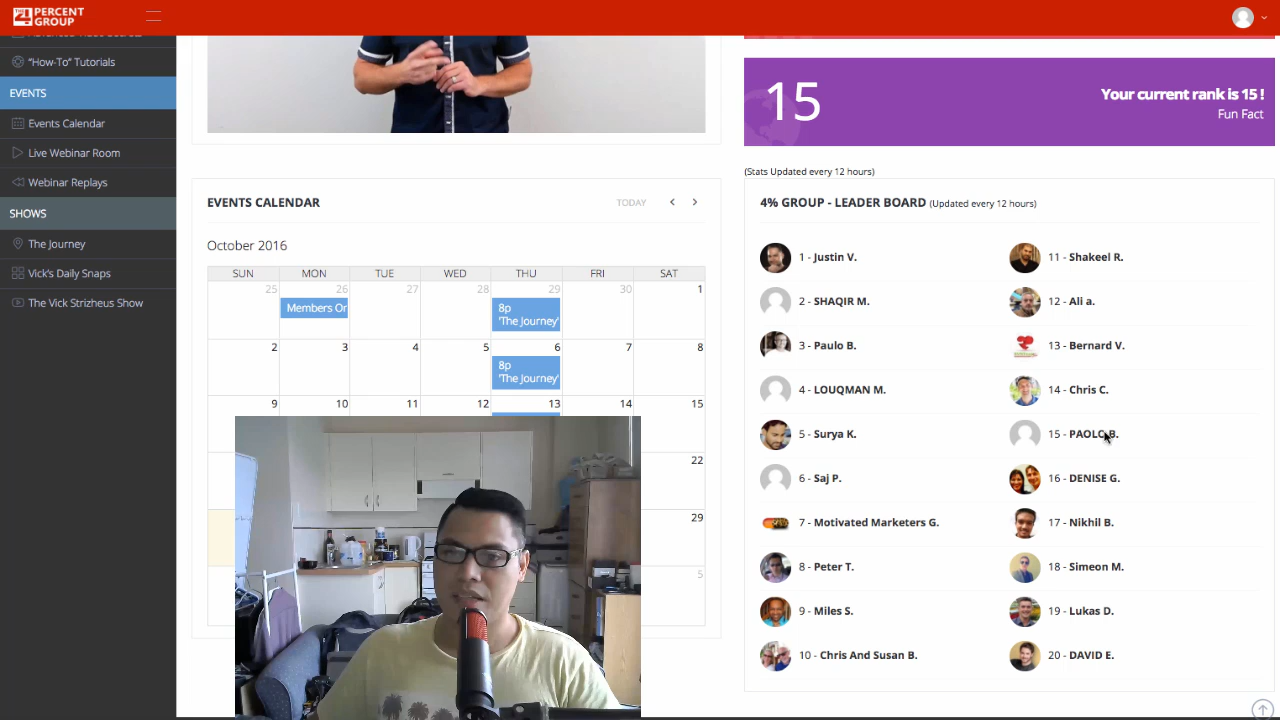 4 PERCENT
GROUP
"How-To" Tutorials
EVENTS
Events Calendar
Live Webinar Room
Webinar Replays
SHOWS
The Journey
Vick's Daily Snaps
The Vick Strizheus Show
15
Your current rank is 15 !
Fun Fact
(Stats Updated every 12 hours)
EVENTS CALENDAR
TODAY
October 2016
SUN MON TUE WED THU FRI SAT
25 26 27 28 29 30 1
Members Or
8p
'The Journey'
2 3 4 5 6 7 8
8p
'The Journey'
9 10 11 12 13 14 15
22
29
5
4% GROUP - LEADER BOARD (Updated every 12 hours)
1 - Justin V.
2 - SHAQIR M.
3 - Paulo B.
4 - LOUQMAN M.
5 - Surya K.
6 - Saj P.
7 - Motivated Marketers G.
8 - Peter T.
9 - Miles S.
10 - Chris And Susan B.
11 - Shakeel R.
12 - Ali a.
13 - Bernard V.
14 - Chris C.
15 - PAOLO B.
16 - DENISE G.
17 - Nikhil B.
18 - Simeon M.
19 - Lukas D.
20 - DAVID E.